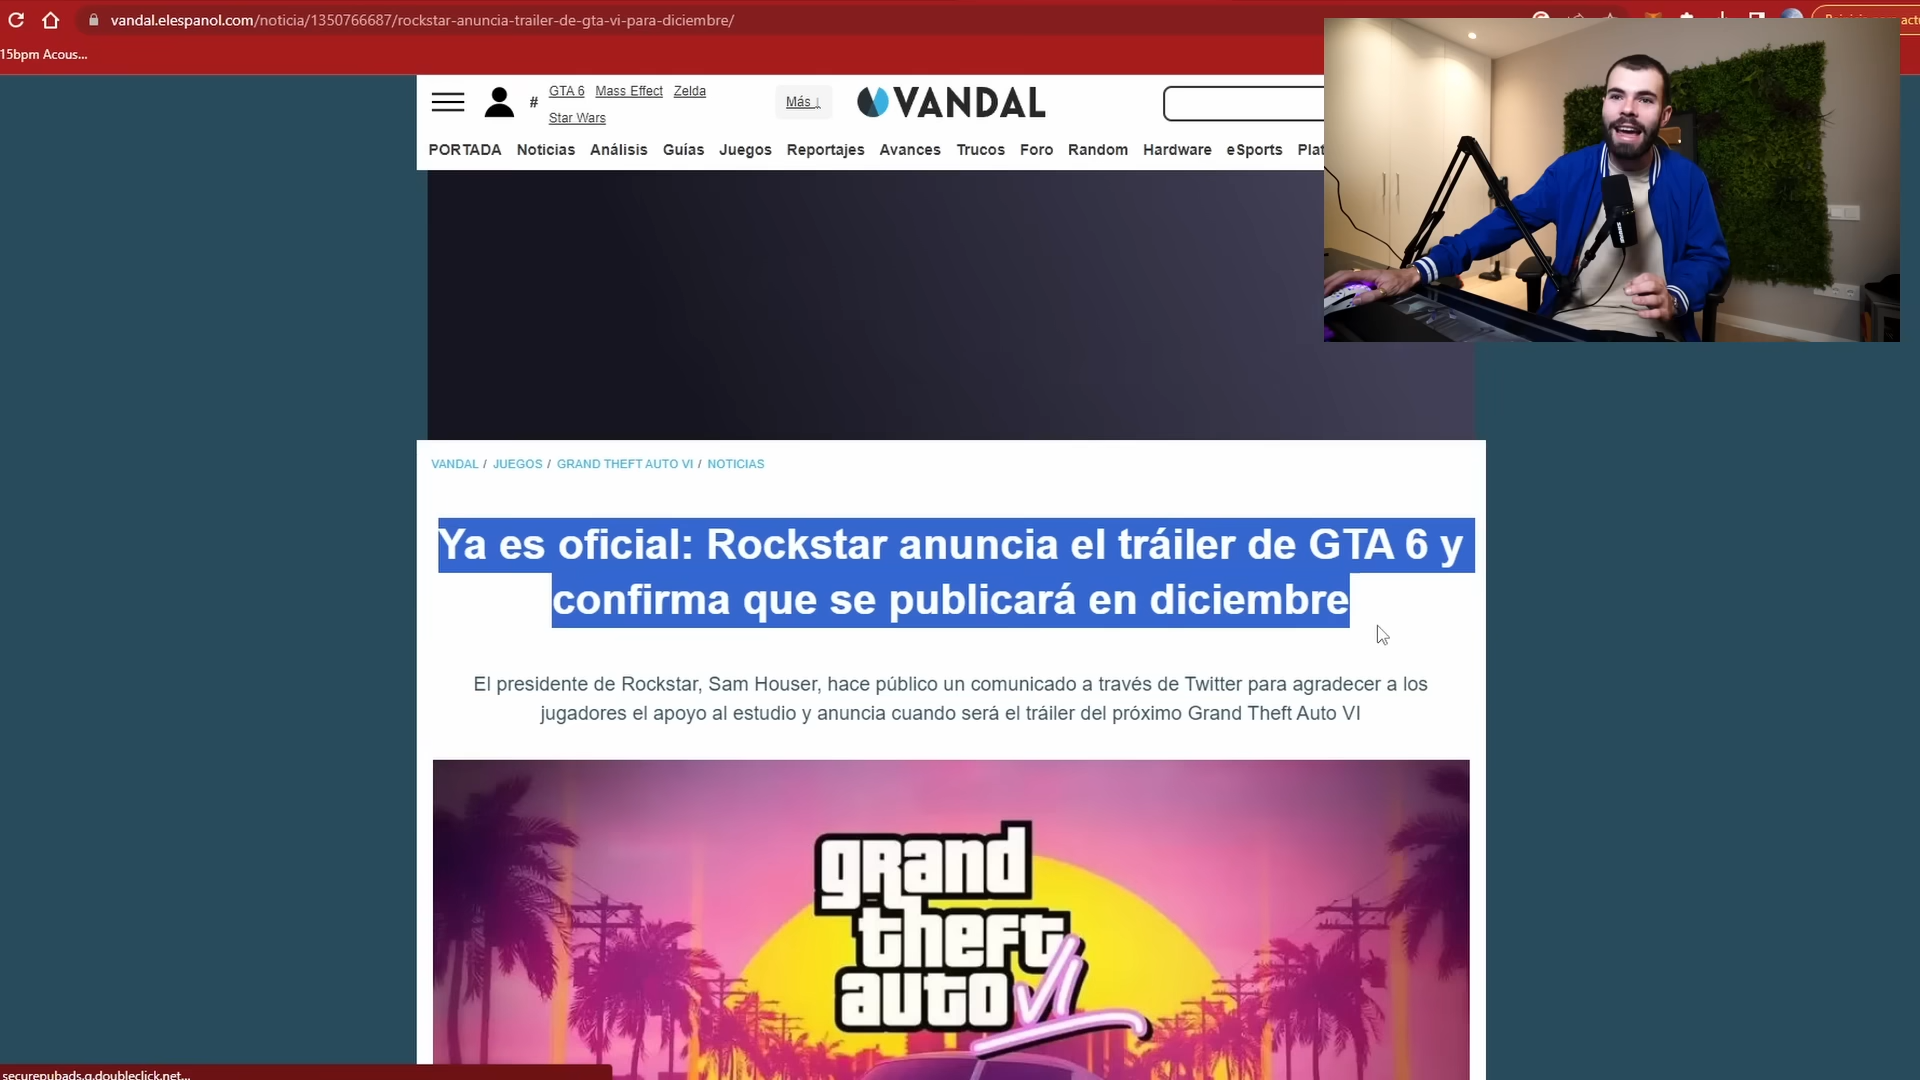 vandal.elespanol.com/noticia/1350766687/rockstar-anuncia-trailer-de-gta-vi-para-diciembre/
15bpm Acous...
# GTA 6 Mass Effect Zelda
Star Wars
Más ↓
VANDAL
PORTADA Noticias Análisis Guías Juegos Reportajes Avances Trucos Foro Random Hardware eSports Plat
VANDAL / JUEGOS / GRAND THEFT AUTO VI / NOTICIAS
Ya es oficial: Rockstar anuncia el tráiler de GTA 6 y
confirma que se publicará en diciembre
El presidente de Rockstar, Sam Houser, hace público un comunicado a través de Twitter para agradecer a los
jugadores el apoyo al estudio y anuncia cuando será el tráiler del próximo Grand Theft Auto VI
grand
theft
auto VI
securepubads.g.doubleclick.net...